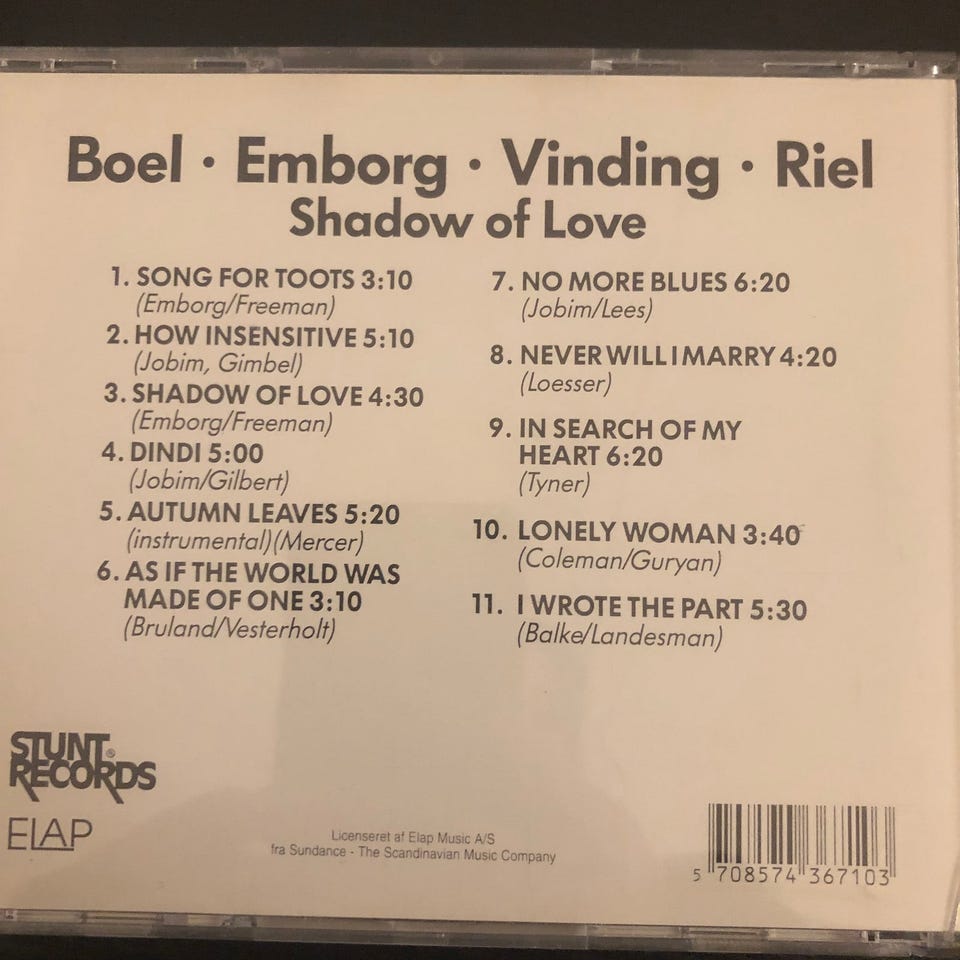 Boel · Emborg · Vinding · Riel
Shadow of Love
1. SONG FOR TOOTS 3:10
(Emborg/Freeman)
2. HOW INSENSITIVE 5:10
(Jobim, Gimbel)
3. SHADOW OF LOVE 4:30
(Emborg/Freeman)
4. DINDI 5:00
(Jobim/Gilbert)
5. AUTUMN LEAVES 5:20
(instrumental)(Mercer)
6. AS IF THE WORLD WAS
MADE OF ONE 3:10
(Bruland/Vesterholt)
7. NO MORE BLUES 6:20
(Jobim/Lees)
8. NEVER WILL I MARRY 4:20
(Loesser)
9. IN SEARCH OF MY
HEART 6:20
(Tyner)
10. LONELY WOMAN 3:40
(Coleman/Guryan)
11. I WROTE THE PART 5:30
(Balke/Landesman)
STUNT®
RECORDS
ELAP
Licenseret af Elap Music A/S
fra Sundance - The Scandinavian Music Company
5 708574 367103